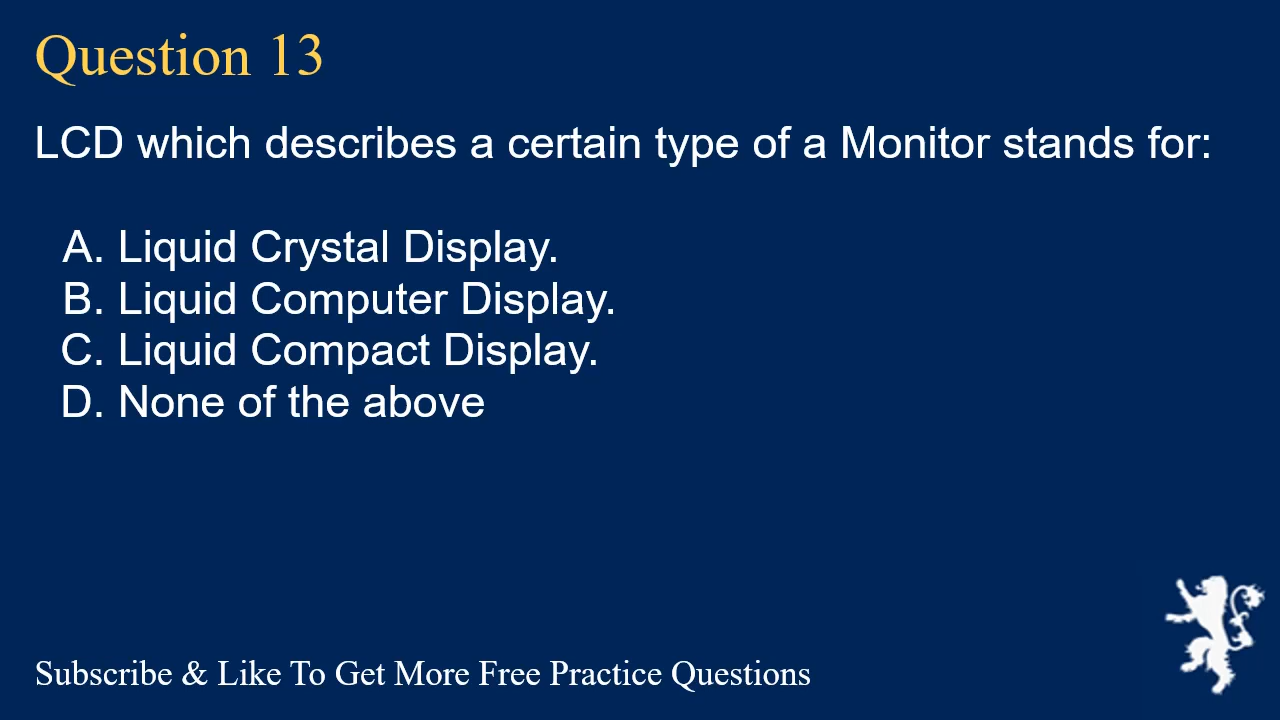 Question 13
LCD which describes a certain type of a Monitor stands for:
A. Liquid Crystal Display.
B. Liquid Computer Display.
C. Liquid Compact Display.
D. None of the above
Subscribe & Like To Get More Free Practice Questions